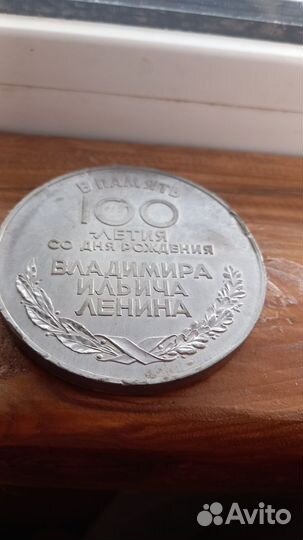 В ПАМЯТЬ
100
-ЛЕТИЯ
СО ДНЯ РОЖДЕНИЯ
ВЛАДИМИРА
ИЛЬИЧА
ЛЕНИНА
Avito